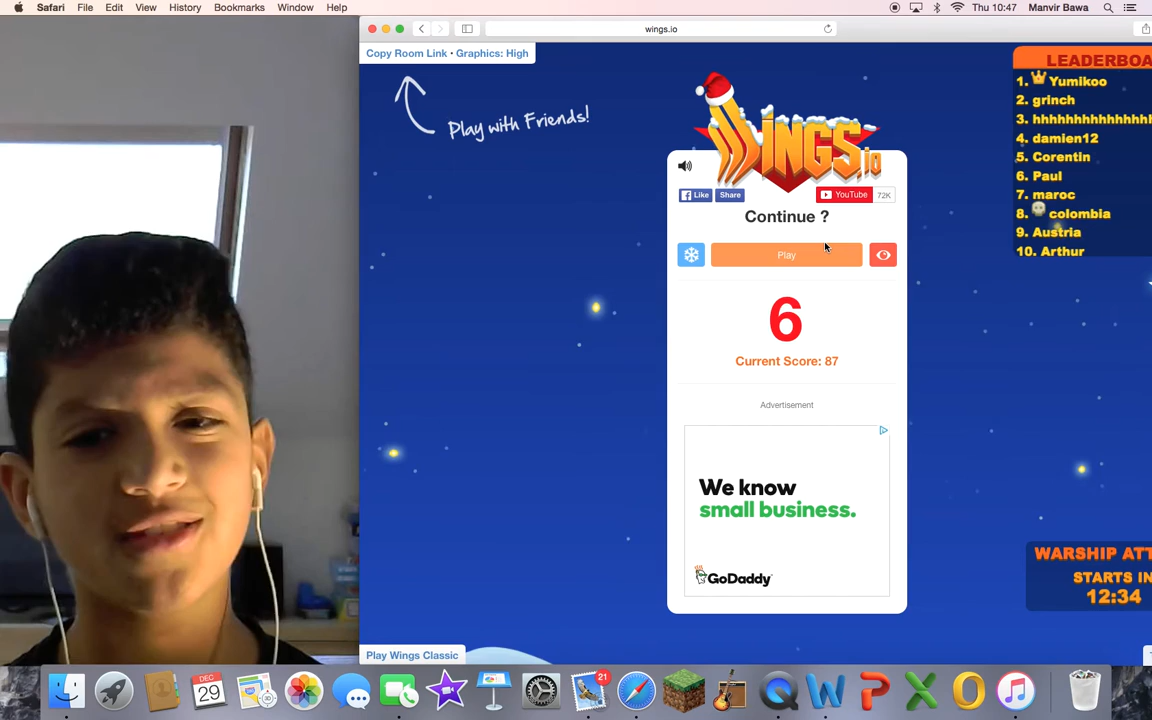 Safari File Edit View History Bookmarks Window Help Thu 10:47 Manvir Bawa
wings.io
Copy Room Link • Graphics: High
Play with Friends!
WINGS.io
Like Share YouTube 72K
Continue ?
Play
6
Current Score: 87
Advertisement
We know
small business.
GoDaddy
LEADERBOA
1. Yumikoo
2. grinch
3. hhhhhhhhhhhhhhh
4. damien12
5. Corentin
6. Paul
7. maroc
8. colombia
9. Austria
10. Arthur
WARSHIP ATT
STARTS IN
12:34
Play Wings Classic
DEC
29
21